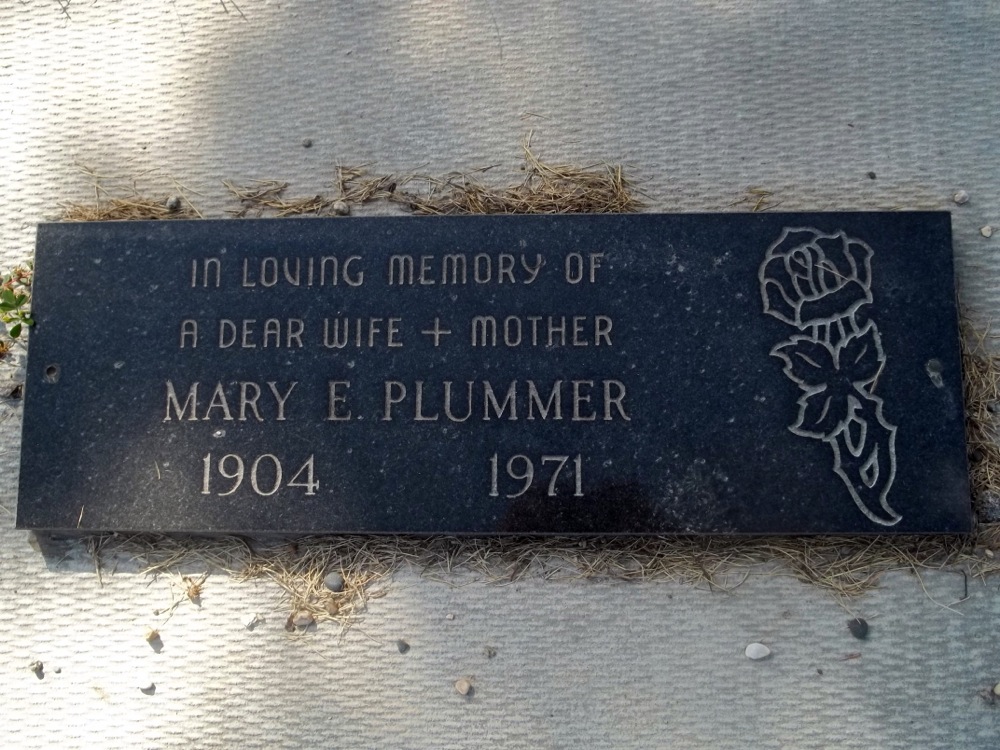 IN LOVING MEMORY OF
A DEAR WIFE + MOTHER
MARY E. PLUMMER
1904 1971